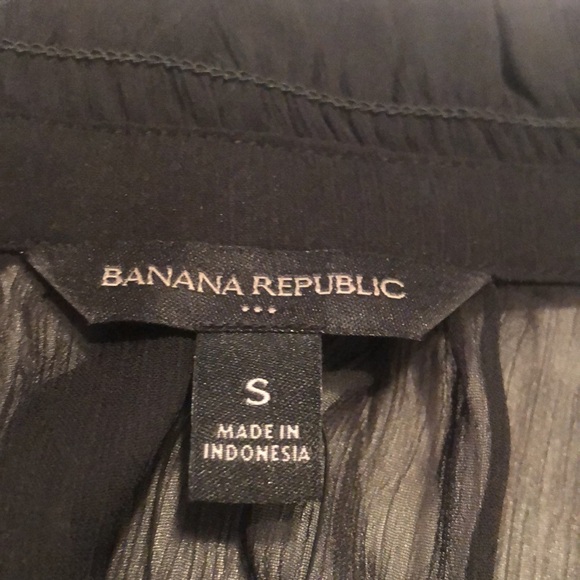 BANANA REPUBLIC
•••
S
MADE IN
INDONESIA